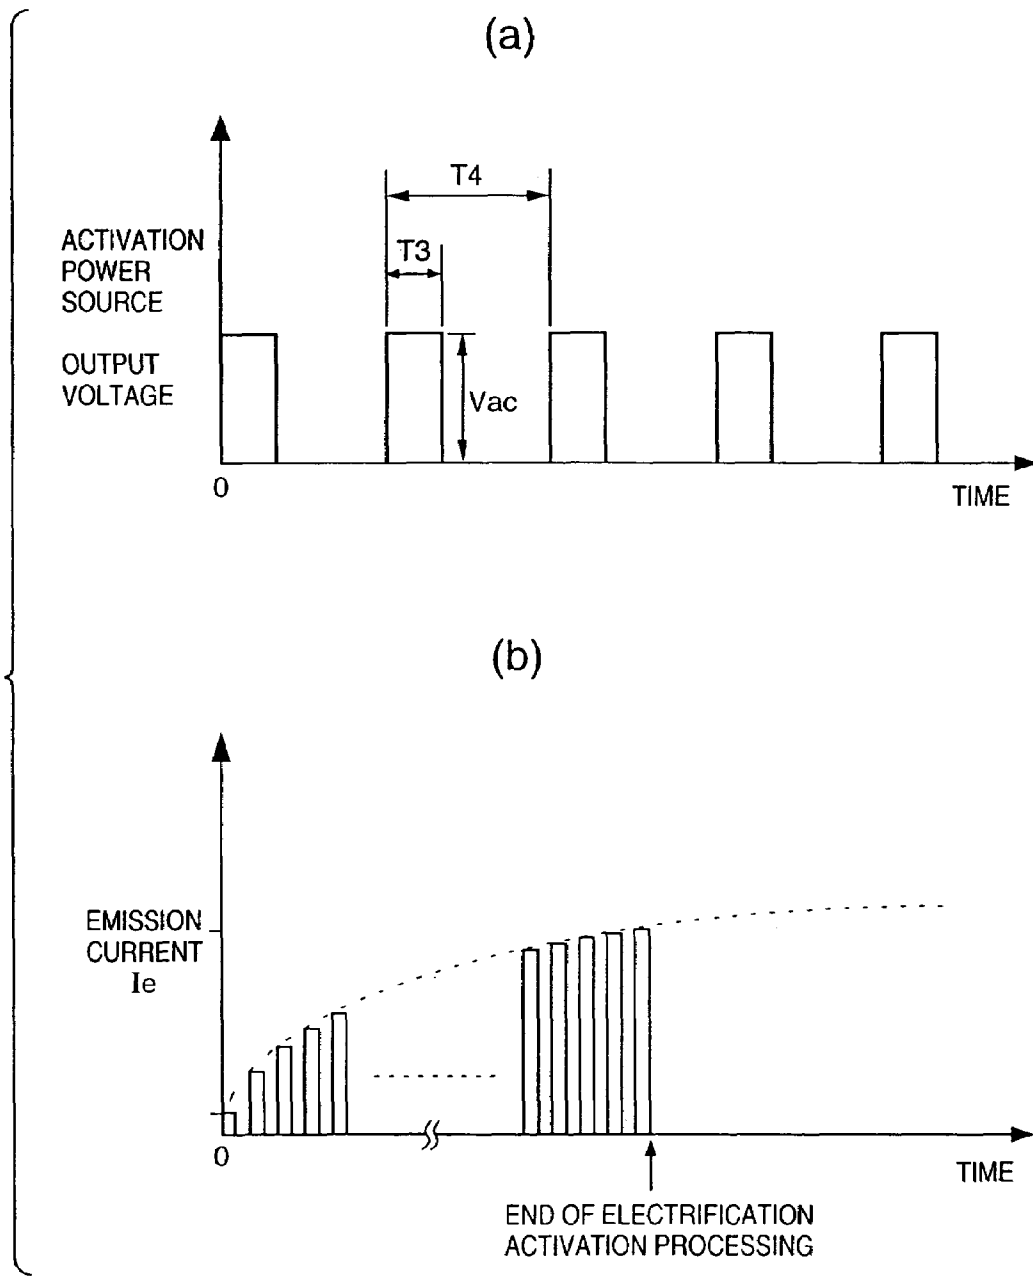 (a)
T4
T3
ACTIVATION
POWER
SOURCE
OUTPUT
VOLTAGE
Vac
0
TIME
(b)
EMISSION
CURRENT
Ie
0
TIME
END OF ELECTRIFICATION
ACTIVATION PROCESSING